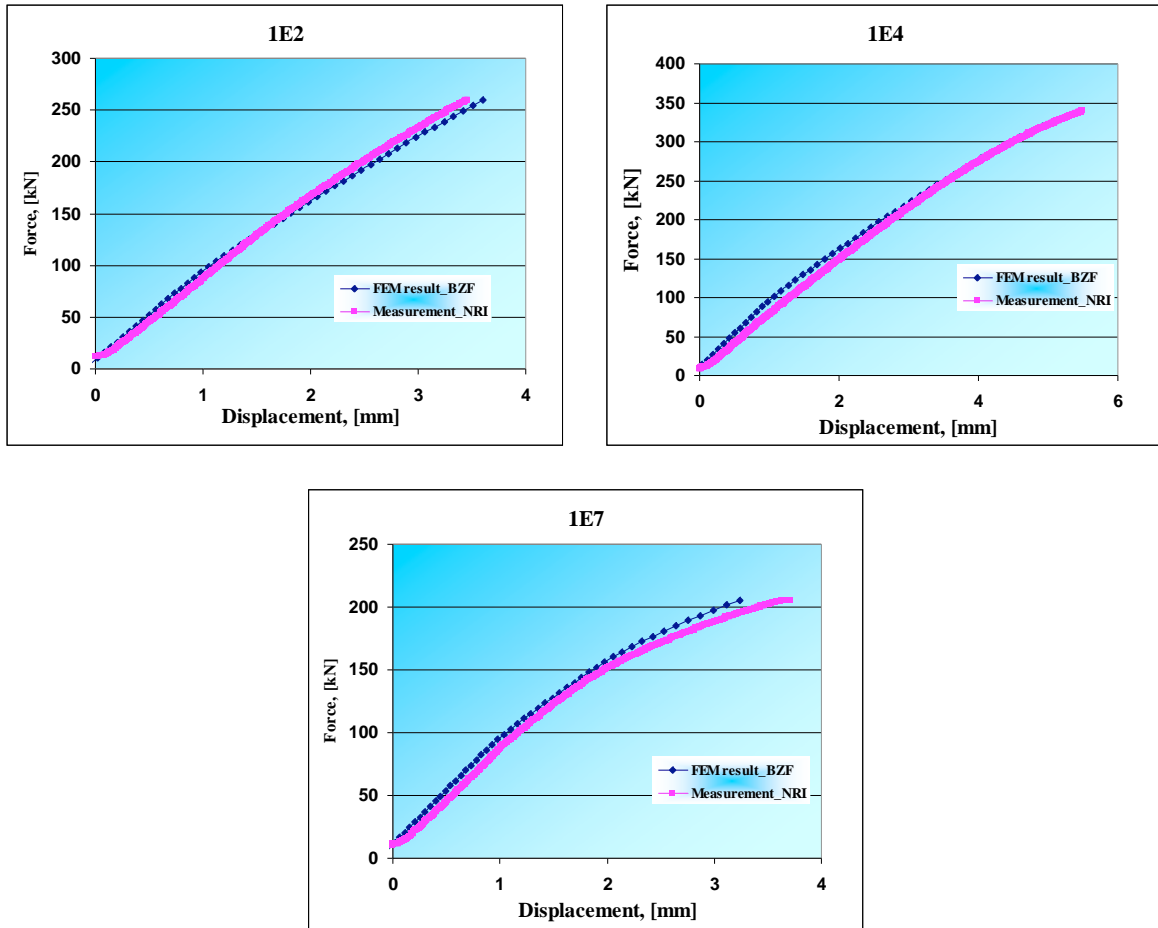 1E2
300
250
200
150
100
50
0
Force, [kN]
FEM result_BZF
Measurement_NRI
0 1 2 3 4
Displacement, [mm]
1E4
400
350
300
250
200
150
100
50
0
Force, [kN]
FEM result_BZF
Measurement_NRI
0 2 4 6
Displacement, [mm]
1E7
250
200
150
100
50
0
Force, [kN]
FEM result_BZF
Measurement_NRI
0 1 2 3 4
Displacement, [mm]